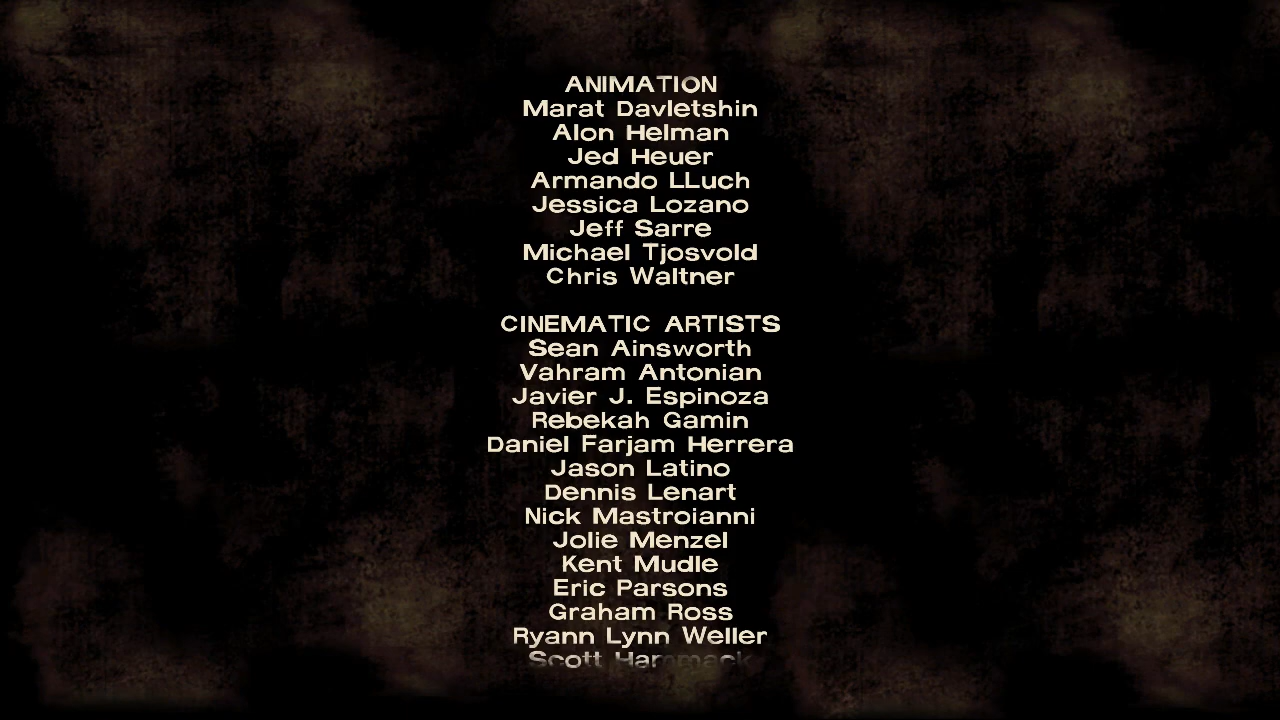 ANIMATION
Marat Davletshin
Alon Helman
Jed Heuer
Armando LLuch
Jessica Lozano
Jeff Sarre
Michael Tjosvold
Chris Waltner
CINEMATIC ARTISTS
Sean Ainsworth
Vahram Antonian
Javier J. Espinoza
Rebekah Gamin
Daniel Farjam Herrera
Jason Latino
Dennis Lenart
Nick Mastroianni
Jolie Menzel
Kent Mudle
Eric Parsons
Graham Ross
Ryann Lynn Weller
Scott Hammack